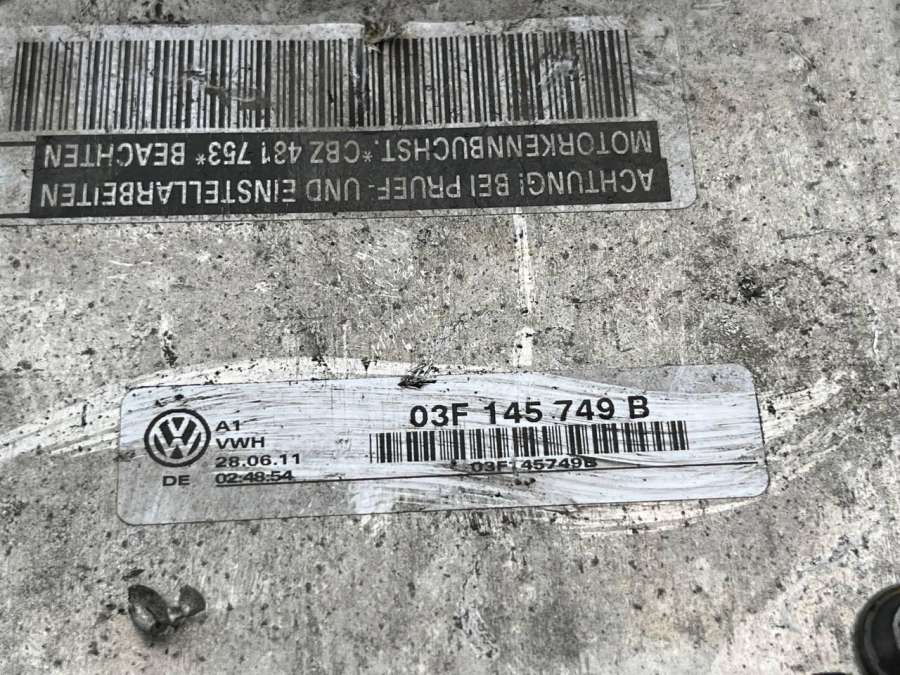 ACHTUNG! BEI PRUEF- UND EINSTELLARBEITEN
MOTORKENNBUCHST.*CBZ 481 753* BEACHTEN
03F 145 749 B
03F145749B
A1
VWH
28.06.11
02:48:54
DE